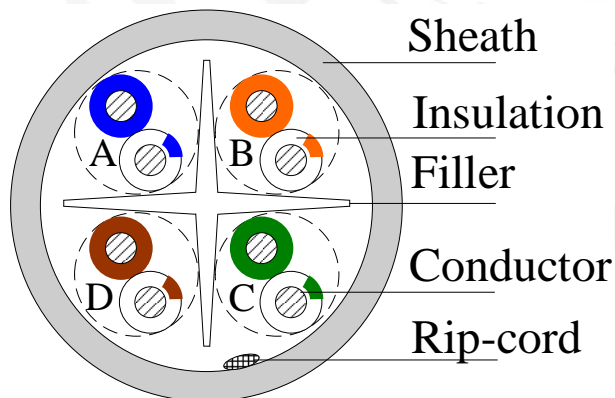 Sheath
Insulation
A
B
Filler
Conductor
D
C
Rip-cord